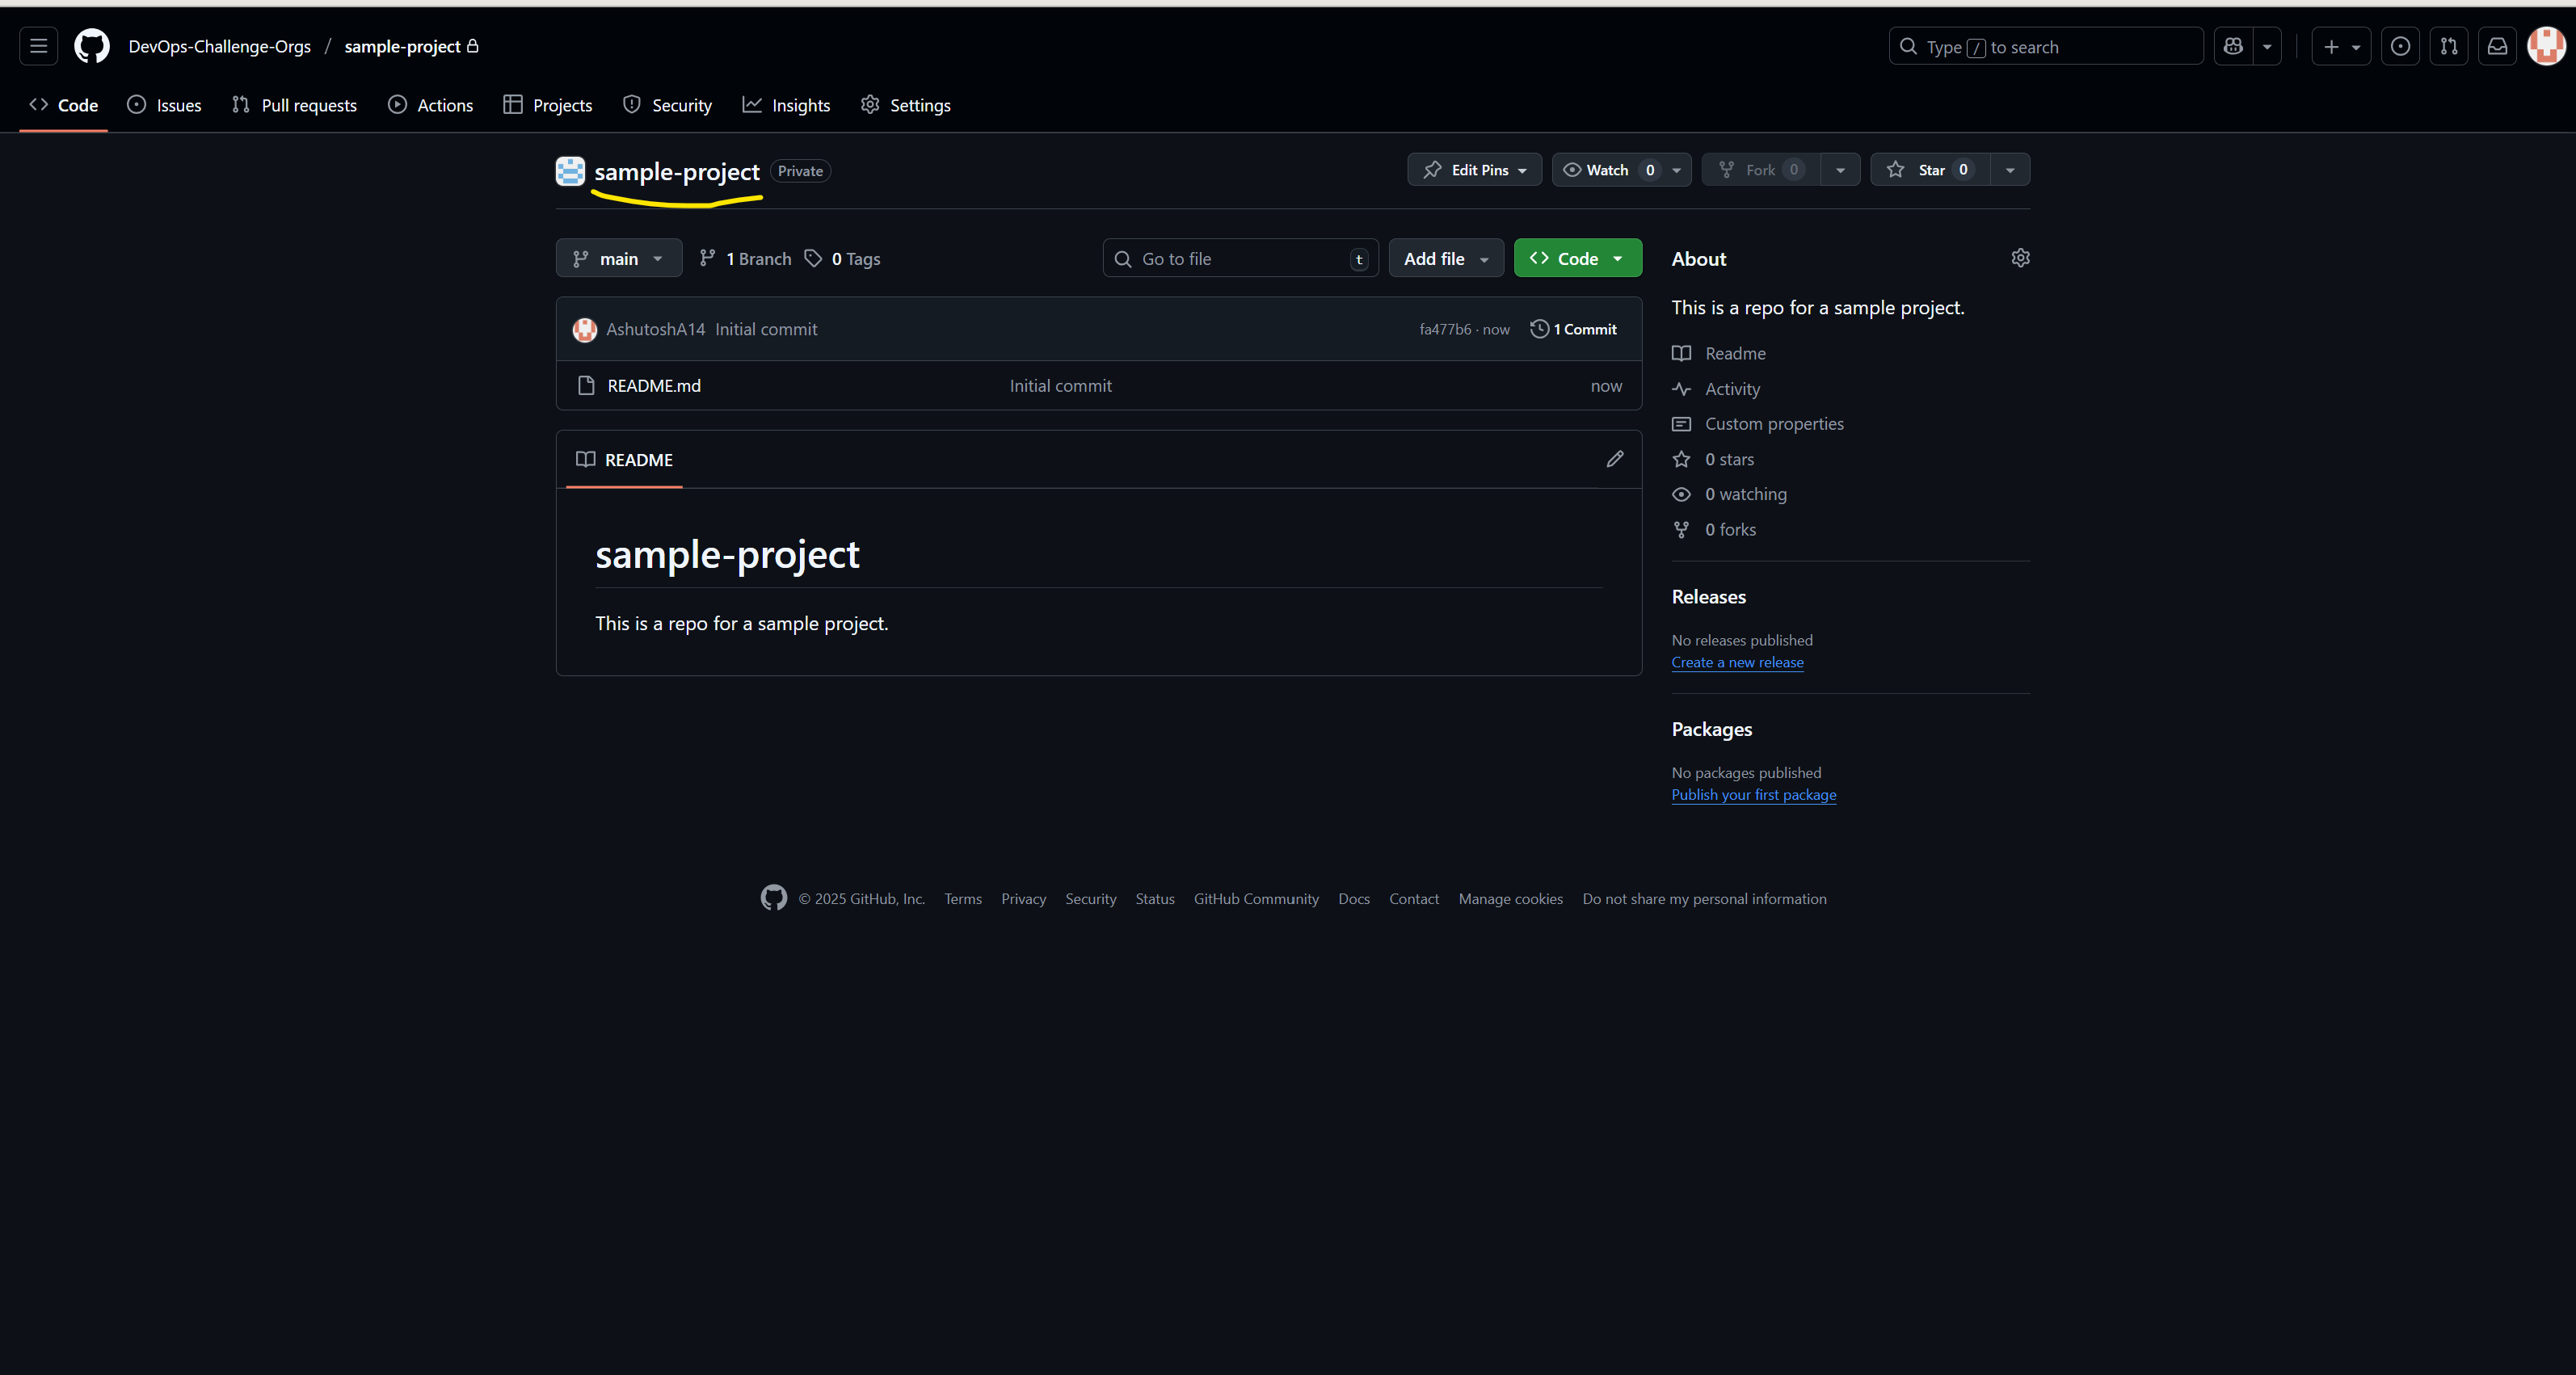 DevOps-Challenge-Orgs / sample-project
Type / to search
Code Issues Pull requests Actions Projects Security Insights Settings
sample-project Private
Edit Pins Watch 0 Fork 0 Star 0
main 1 Branch 0 Tags
Go to file t Add file Code
AshutoshA14 Initial commit fa477b6 · now 1 Commit
README.md Initial commit now
README
sample-project
This is a repo for a sample project.
About
This is a repo for a sample project.
Readme
Activity
Custom properties
0 stars
0 watching
0 forks
Releases
No releases published
Create a new release
Packages
No packages published
Publish your first package
© 2025 GitHub, Inc. Terms Privacy Security Status GitHub Community Docs Contact Manage cookies Do not share my personal information